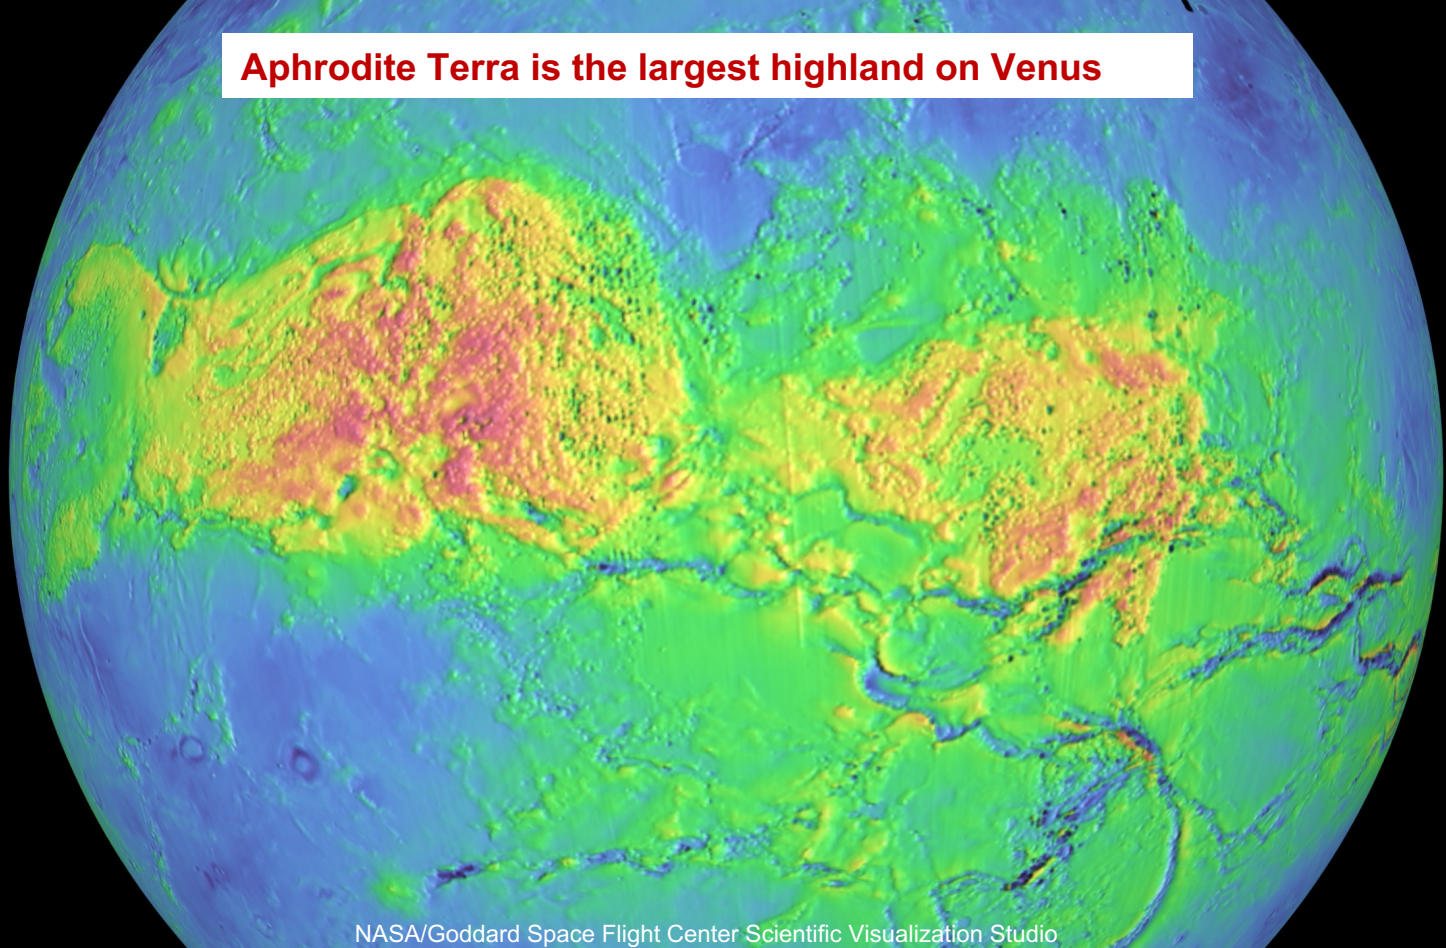 Aphrodite Terra is the largest highland on Venus
NASA/Goddard Space Flight Center Scientific Visualization Studio